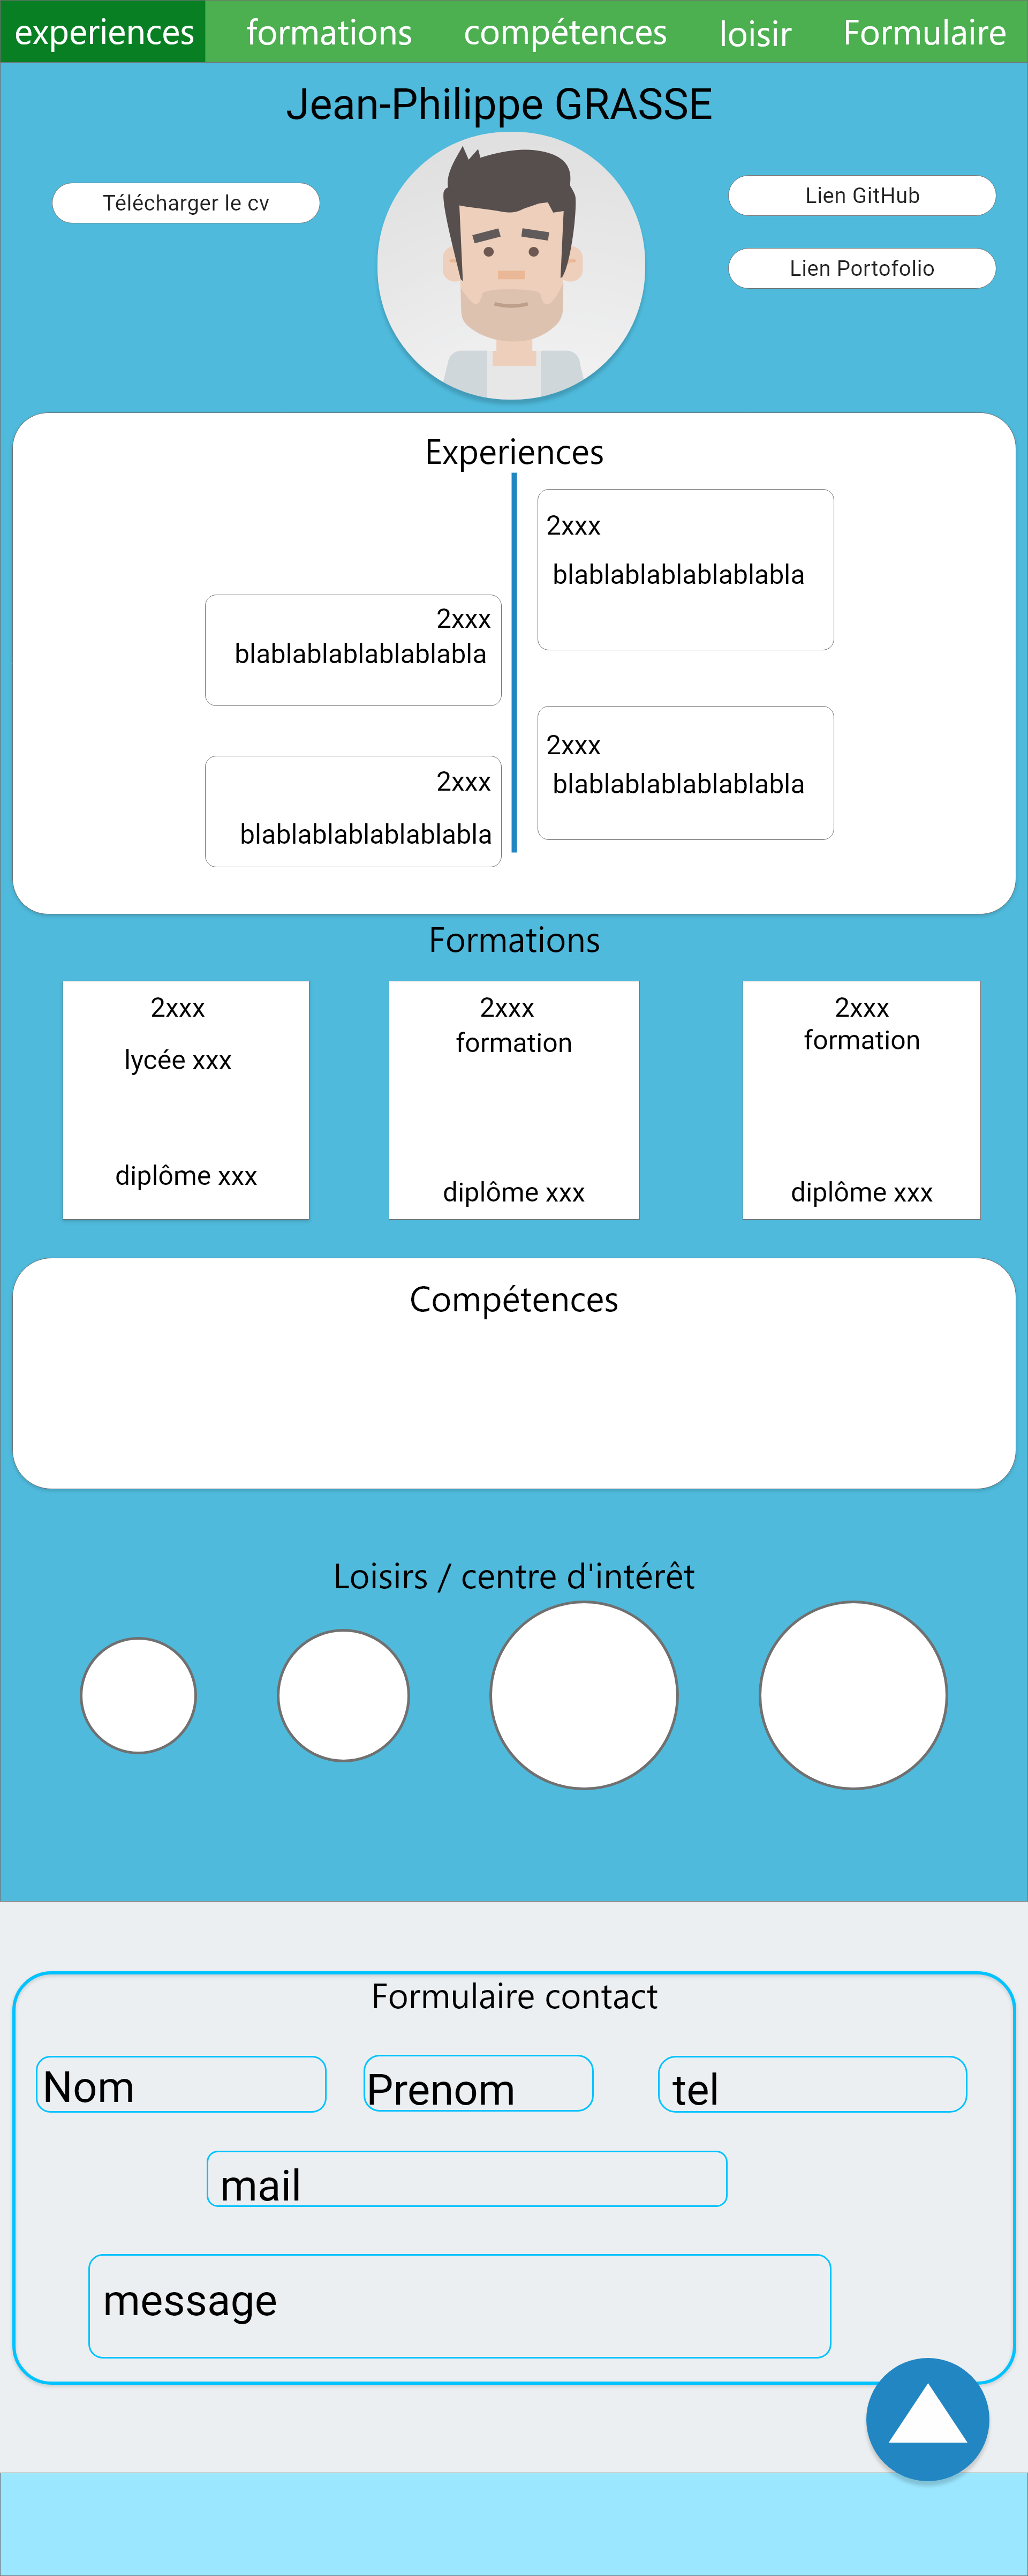 experiences formations compétences loisir Formulaire
Jean-Philippe GRASSE
Télécharger le cv
Lien GitHub
Lien Portofolio
Experiences
2xxx
blablablablablablabla
2xxx
blablablablablablabla
2xxx
blablablablablablabla
2xxx
blablablablablablabla
Formations
2xxx
lycée xxx
diplôme xxx
2xxx
formation
diplôme xxx
2xxx
formation
diplôme xxx
Compétences
Loisirs / centre d'intérêt
Formulaire contact
Nom
Prenom
tel
mail
message